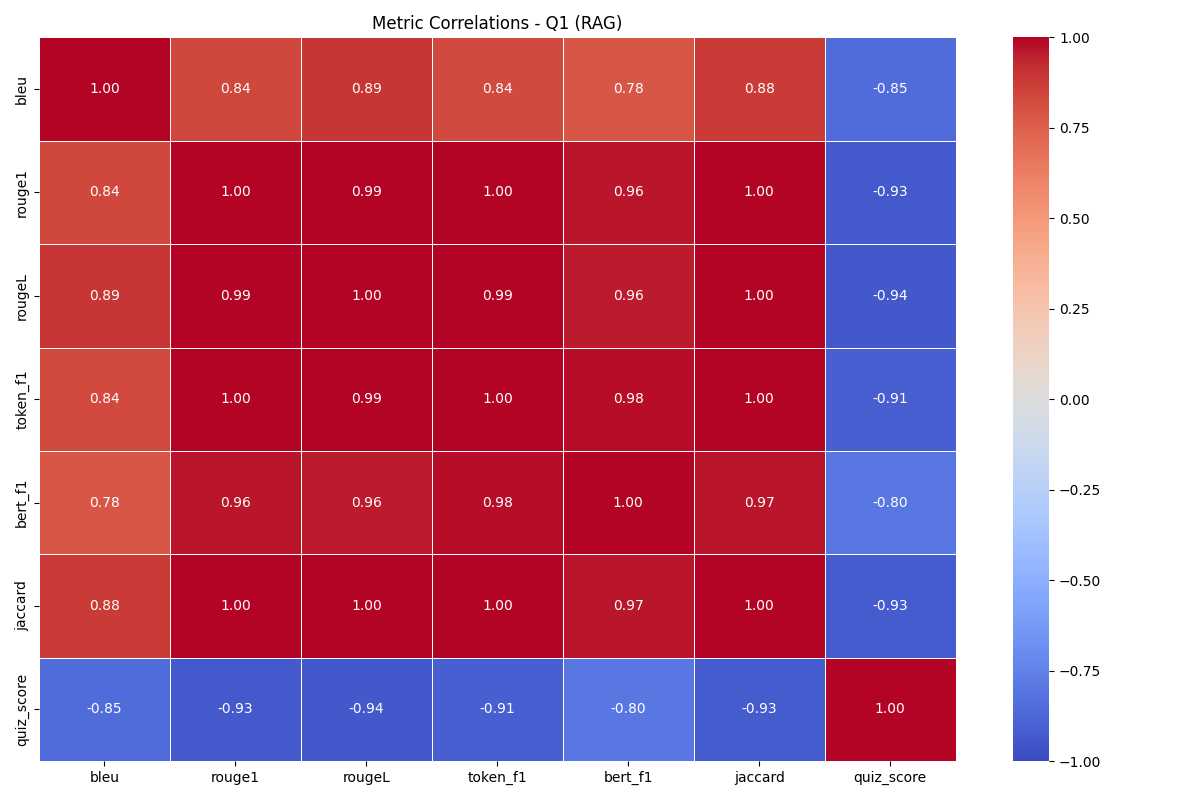 Metric Correlations - Q1 (RAG)
bleu 1.00 0.84 0.89 0.84 0.78 0.88 -0.85
rouge1 0.84 1.00 0.99 1.00 0.96 1.00 -0.93
rougeL 0.89 0.99 1.00 0.99 0.96 1.00 -0.94
token_f1 0.84 1.00 0.99 1.00 0.98 1.00 -0.91
bert_f1 0.78 0.96 0.96 0.98 1.00 0.97 -0.80
jaccard 0.88 1.00 1.00 1.00 0.97 1.00 -0.93
quiz_score -0.85 -0.93 -0.94 -0.91 -0.80 -0.93 1.00
bleu rouge1 rougeL token_f1 bert_f1 jaccard quiz_score
1.00
0.75
0.50
0.25
0.00
−0.25
−0.50
−0.75
−1.00